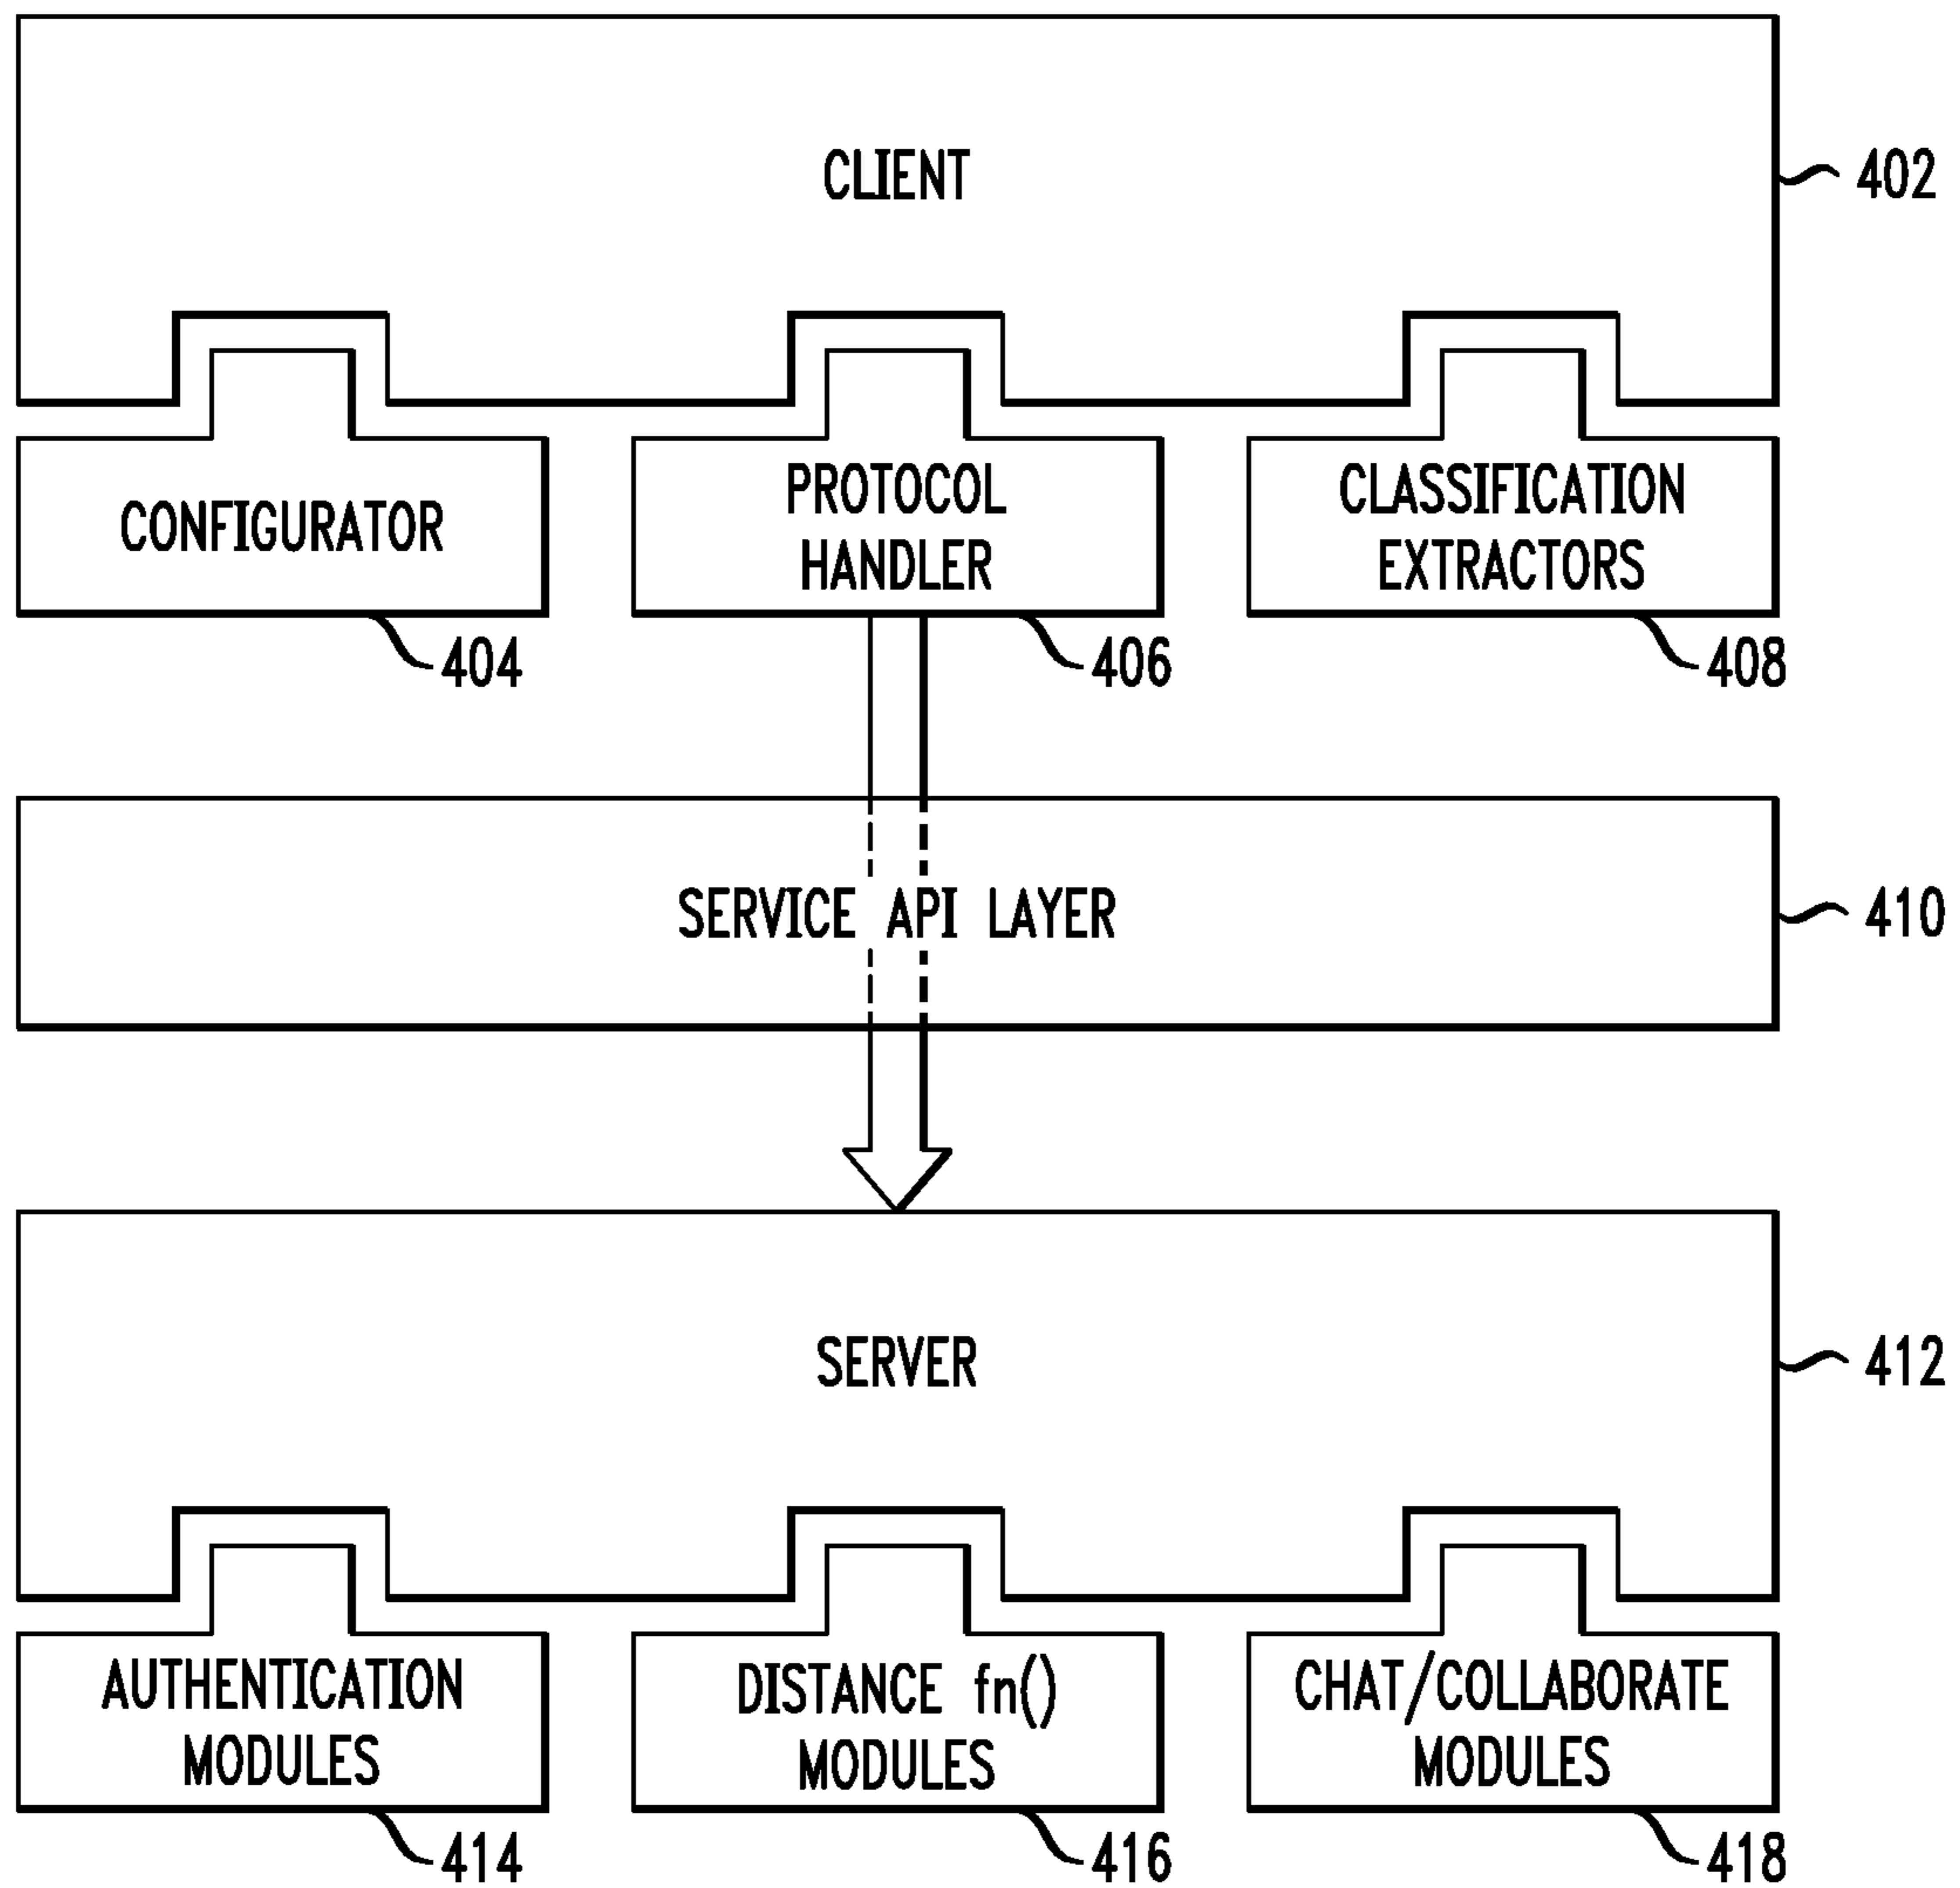 CLIENT
402
CONFIGURATOR
PROTOCOL
HANDLER
CLASSIFICATION
EXTRACTORS
404
406
408
SERVICE API LAYER
410
SERVER
412
AUTHENTICATION
MODULES
DISTANCE fn()
MODULES
CHAT/COLLABORATE
MODULES
414
416
418